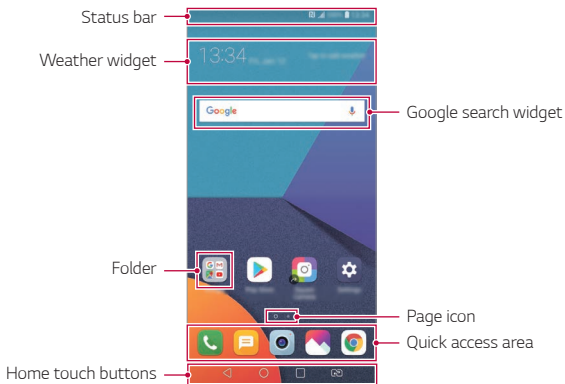 Status bar
Weather widget
13:34
Google
Google search widget
Folder
Page icon
Quick access area
Home touch buttons